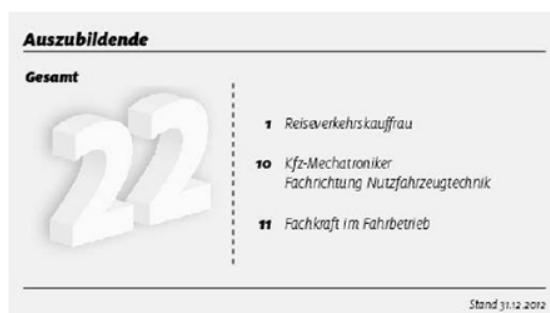 Auszubildende
Gesamt
22
1 Reiseverkehrskauffrau
10 Kfz-Mechatroniker
Fachrichtung Nutzfahrzeugtechnik
11 Fachkraft im Fahrbetrieb
Stand 31.12.2012